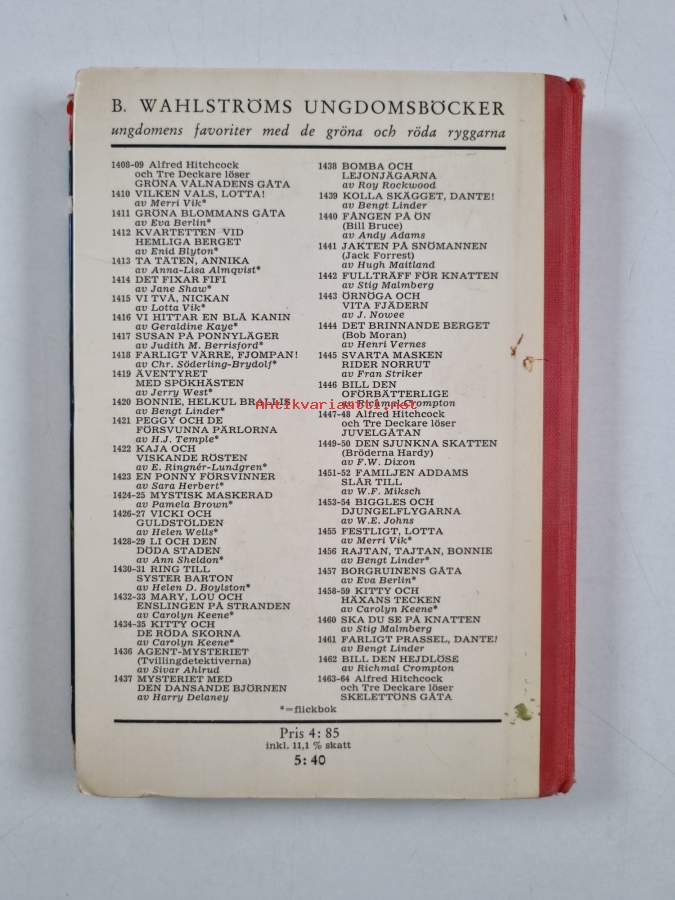 B. WAHLSTRÖMS UNGDOMSBÖCKER
ungdomens favoriter med de gröna och röda ryggarna
1408-09 Alfred Hitchcock
och Tre Deckare löser
GRÖNA VÅLNADENS GÅTA
1410 VILKEN VALS, LOTTA!
av Merri Vik*
1411 GRÖNA BLOMMANS GÅTA
av Eva Berlin*
1412 KVARTETTEN VID
HEMLIGA BERGET
av Enid Blyton*
1413 TA TÅTEN, ANNIKA
av Anna-Lisa Almqvist*
1414 DET FIXAR FIFI
av Jane Shaw*
1415 VI TVÅ, NICKAN
av Lotta Vik*
1416 VI HITTAR EN BLÅ KANIN
av Geraldine Kaye*
1417 SUSAN PÅ PONNYLÄGER
av Judith M. Berrisford*
1418 FARLIGT VÄRRE, FJOMPAN!
av Chr. Söderling-Brydolf*
1419 ÄVENTYRET
MED SPÖKHÄSTEN
av Jerry West*
1420 BONNIE, HELKUL BRALLIS
av Bengt Linder*
1421 PEGGY OCH DE
FÖRSVUNNA PÄRLORNA
av H.J. Temple*
1422 KAJA OCH
VISKANDE RÖSTEN
av E. Ringnér-Lundgren*
1423 EN PONNY FÖRSVINNER
av Sara Herbert*
1424-25 MYSTISK MASKERAD
av Pamela Brown*
1426-27 VICKI OCH
GULDSTÖLDEN
av Helen Wells*
1428-29 LI OCH DEN
DÖDA STADEN
av Ann Sheldon*
1430-31 RING TILL
SYSTER BARTON
av Helen D. Boylston*
1432-33 MARY, LOU OCH
ENSLINGEN PÅ STRANDEN
av Carolyn Keene*
1434-35 KITTY OCH
DE RÖDA SKORNA
av Carolyn Keene*
1436 AGENT-MYSTERIET
(Tvillingdetektiverna)
av Sivar Ahlrud
1437 MYSTERIET MED
DEN DANSANDE BJÖRNEN
av Harry Delaney
1438 BOMBA OCH
LEJONJÄGARNA
av Roy Rockwood
1439 KOLLA SKÄGGET, DANTE!
av Bengt Linder
1440 FÅNGEN PÅ ÖN
(Bill Bruce)
av Andy Adams
1441 JAKTEN PÅ SNÖMANNEN
(Jack Forrest)
av Hugh Maitland
1442 FULLTRÄFF FÖR KNATTEN
av Stig Malmberg
1443 ÖRNÖGA OCH
VITA FJÄDERN
av J. Nowee
1444 DET BRINNANDE BERGET
(Bob Moran)
av Henri Vernes
1445 SVARTA MASKEN
RIDER NORRUT
av Fran Striker
1446 BILL DEN
OFÖRBÄTTERLIGE
av Richmal Crompton
1447-48 Alfred Hitchcock
och Tre Deckare löser
JUVELGÅTAN
1449-50 DEN SJUNKNA SKATTEN
(Bröderna Hardy)
av F.W. Dixon
1451-52 FAMILJEN ADDAMS
SLÅR TILL
av W.F. Miksch
1453-54 BIGGLES OCH
DJUNGELFLYGARNA
av W.E. Johns
1455 FESTLIGT, LOTTA
av Merri Vik*
1456 RAJTAN, TAJTAN, BONNIE
av Bengt Linder*
1457 BORGRUINENS GÅTA
av Eva Berlin*
1458-59 KITTY OCH
HÄXANS TECKEN
av Carolyn Keene*
1460 SKA DU SE PÅ KNATTEN
av Stig Malmberg
1461 FARLIGT PRASSEL, DANTE!
av Bengt Linder
1462 BILL DEN HEJDLÖSE
av Richmal Crompton
1463-64 Alfred Hitchcock
och Tre Deckare löser
SKELETTÖNS GÅTA
*=flickbok
Pris 4: 85
inkl. 11,1 % skatt
5: 40
Antikvariaatti.net